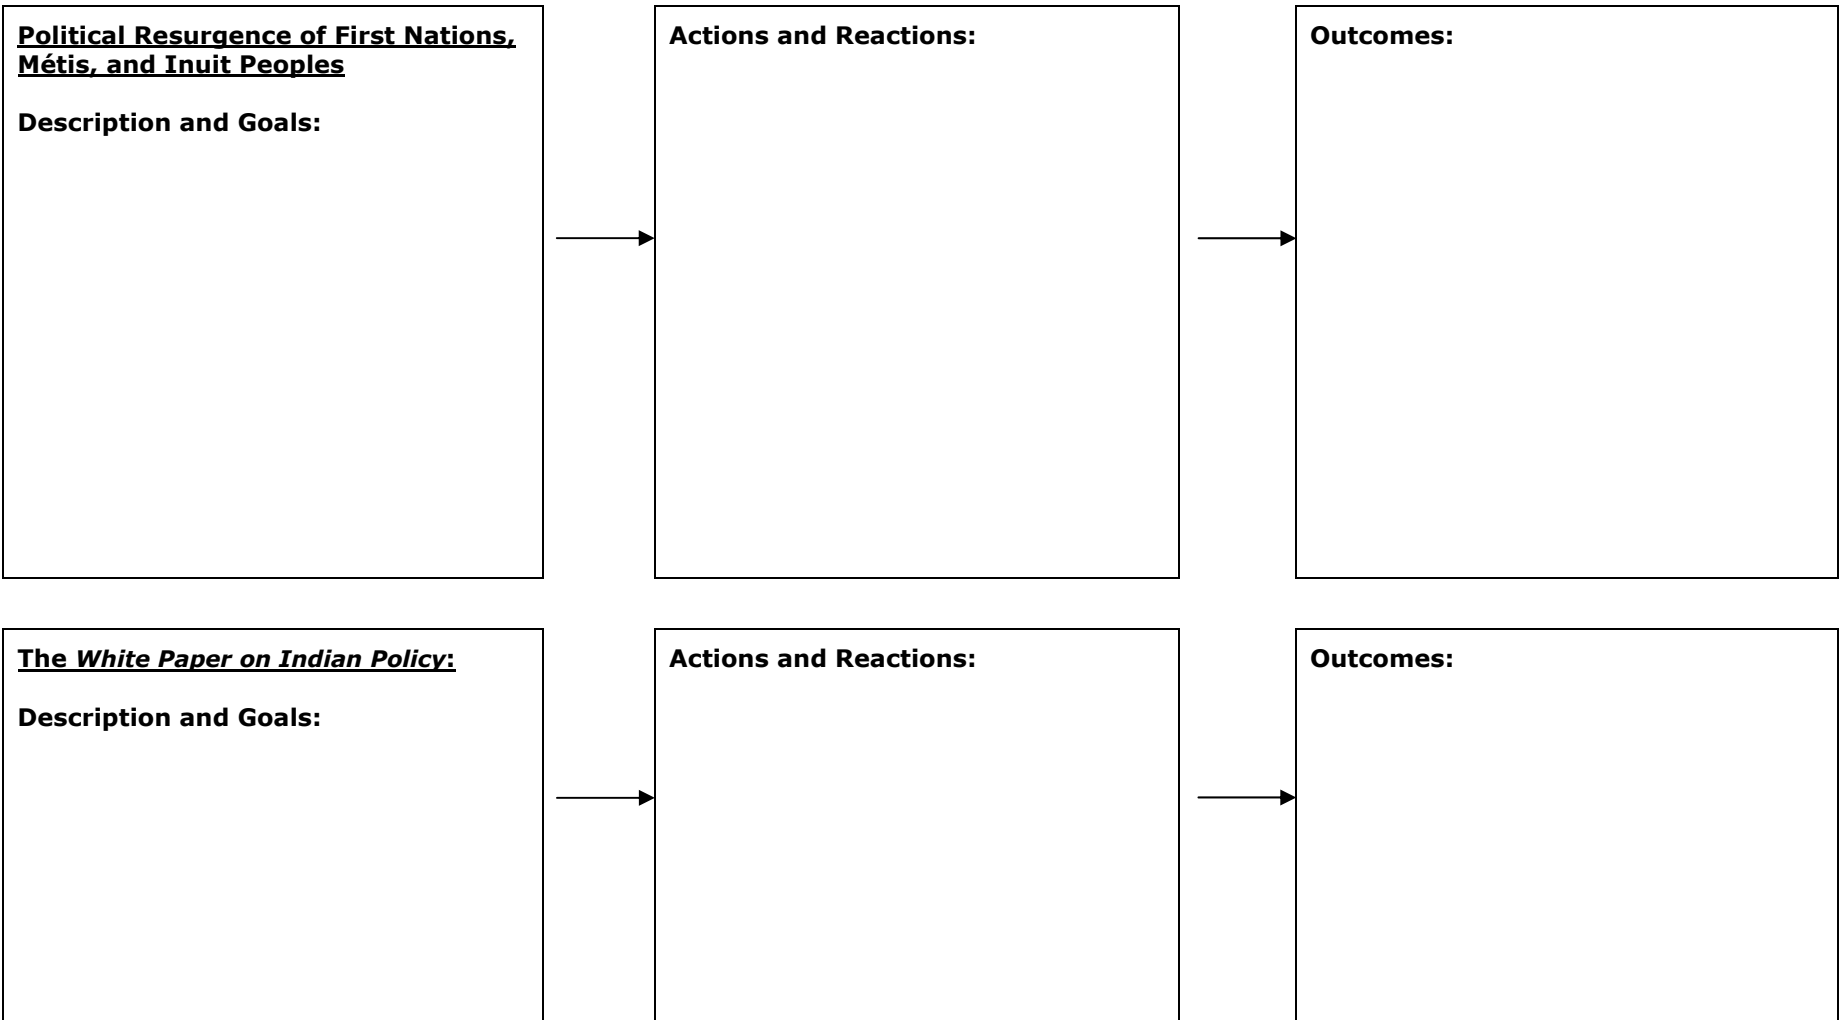 Political Resurgence of First Nations,
Métis, and Inuit Peoples
Description and Goals:
Actions and Reactions:
Outcomes:
The White Paper on Indian Policy:
Description and Goals:
Actions and Reactions:
Outcomes: